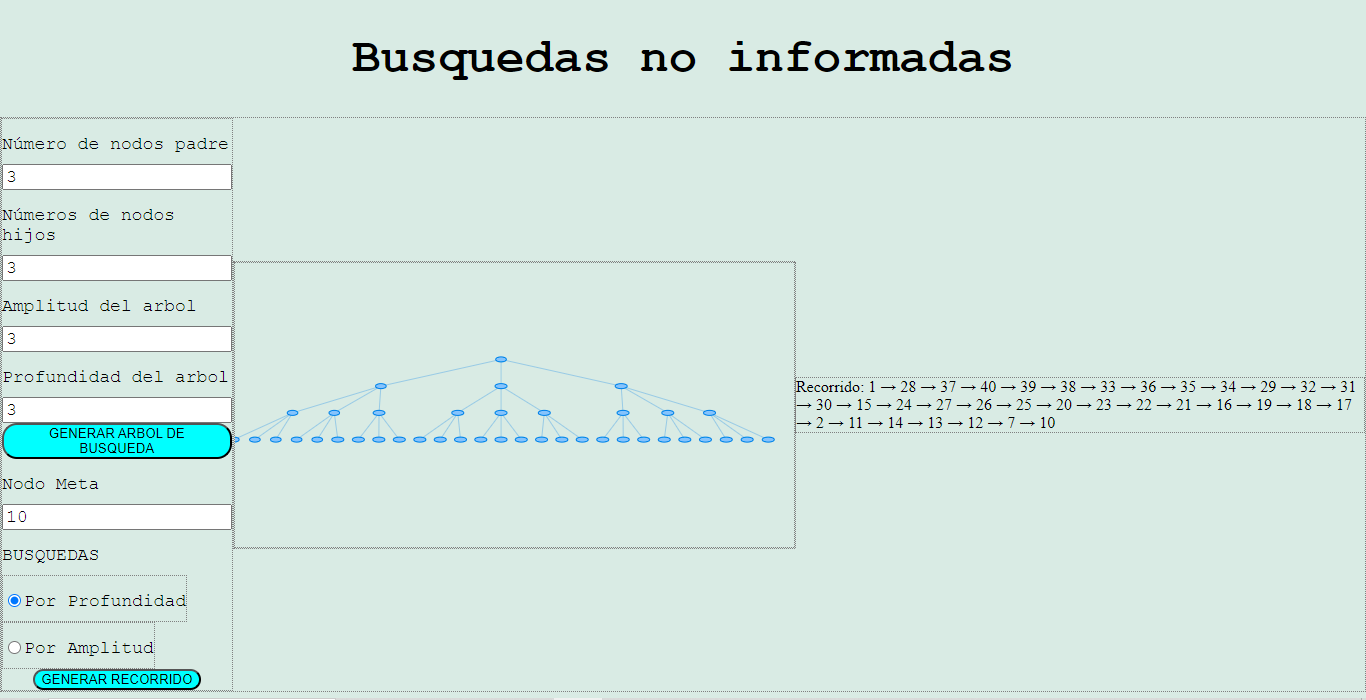 Busquedas no informadas
Número de nodos padre
3
Números de nodos
hijos
3
Amplitud del arbol
3
Profundidad del arbol
3
GENERAR ARBOL DE
BUSQUEDA
Nodo Meta
10
BUSQUEDAS
Por Profundidad
Por Amplitud
GENERAR RECORRIDO
Recorrido: 1 → 28 → 37 → 40 → 39 → 38 → 33 → 36 → 35 → 34 → 29 → 32 → 31
→ 30 → 15 → 24 → 27 → 26 → 25 → 20 → 23 → 22 → 21 → 16 → 19 → 18 → 17
→ 2 → 11 → 14 → 13 → 12 → 7 → 10